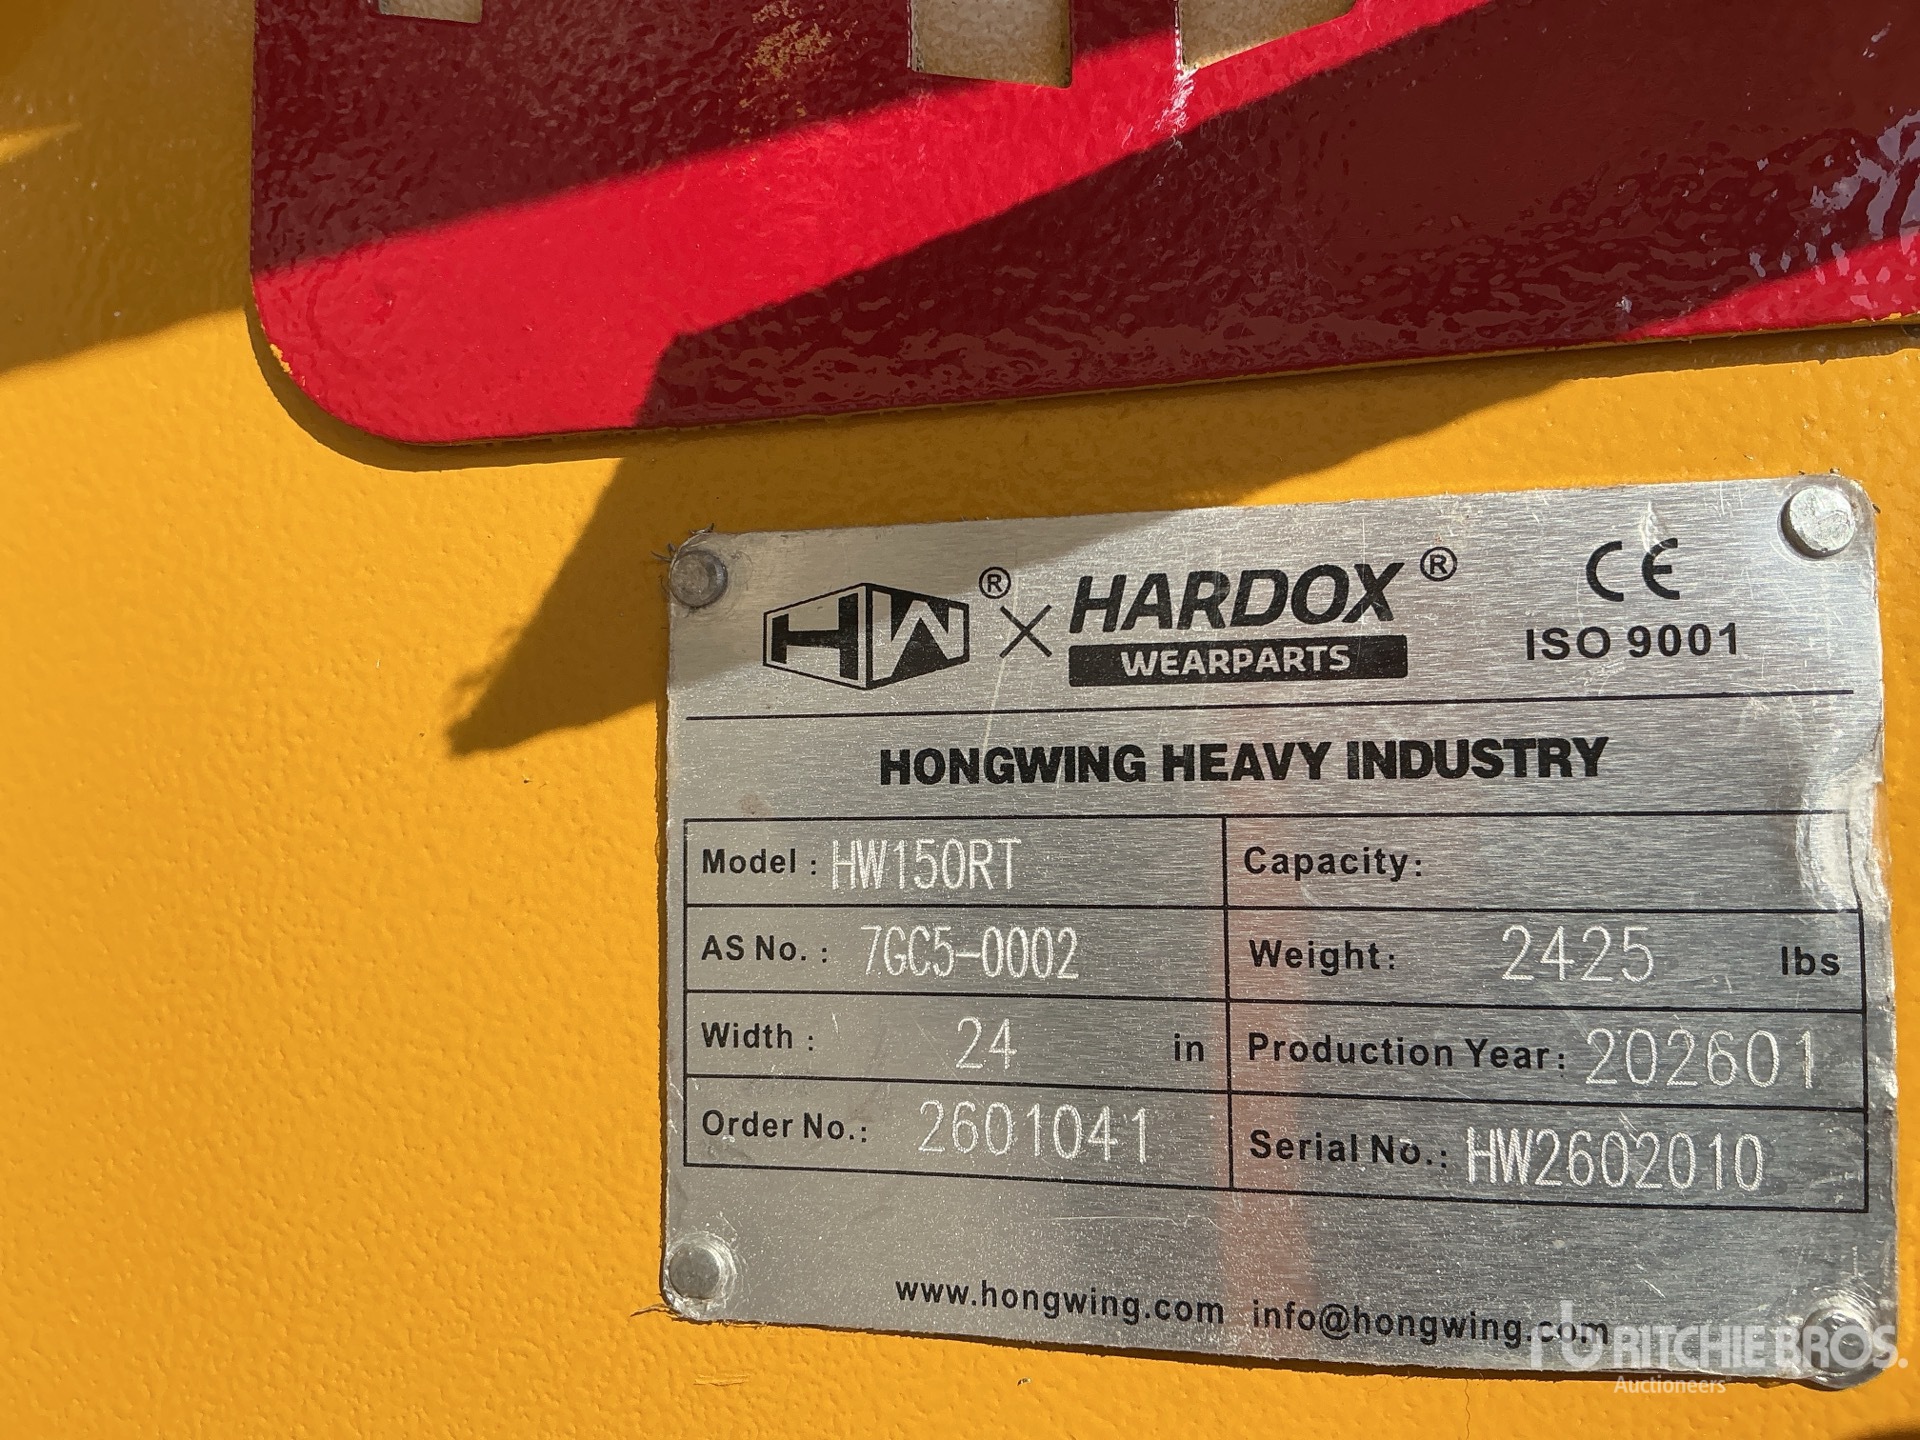 HW® × HARDOX® CE
WEARPARTS ISO 9001
HONGWING HEAVY INDUSTRY
Model : HW150RT Capacity:
AS No. : 7GC5-0002 Weight: 2425 lbs
Width : 24 in Production Year: 202601
Order No.: 2601041 Serial No.: HW2602010
www.hongwing.com info@hongwing.com
RITCHIE BROS.
Auctioneers